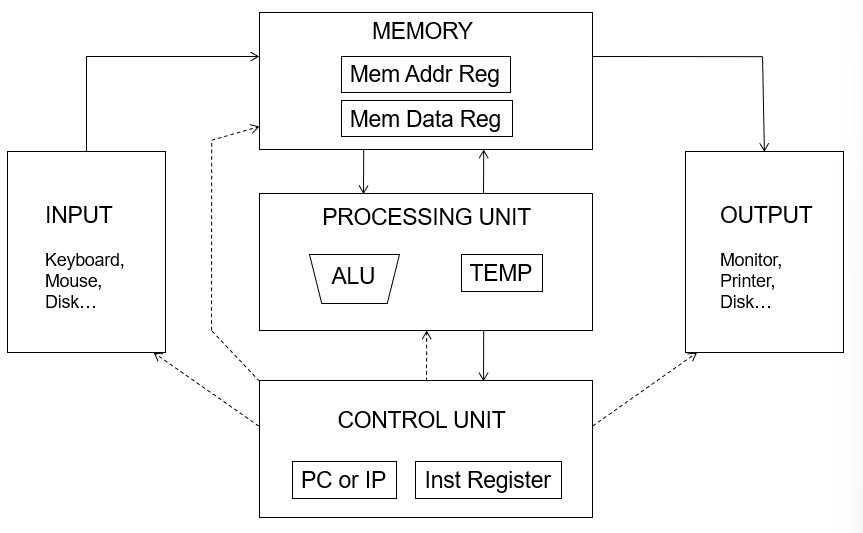 MEMORY
Mem Addr Reg
Mem Data Reg
INPUT
Keyboard,
Mouse,
Disk…
PROCESSING UNIT
ALU
TEMP
OUTPUT
Monitor,
Printer,
Disk…
CONTROL UNIT
PC or IP
Inst Register